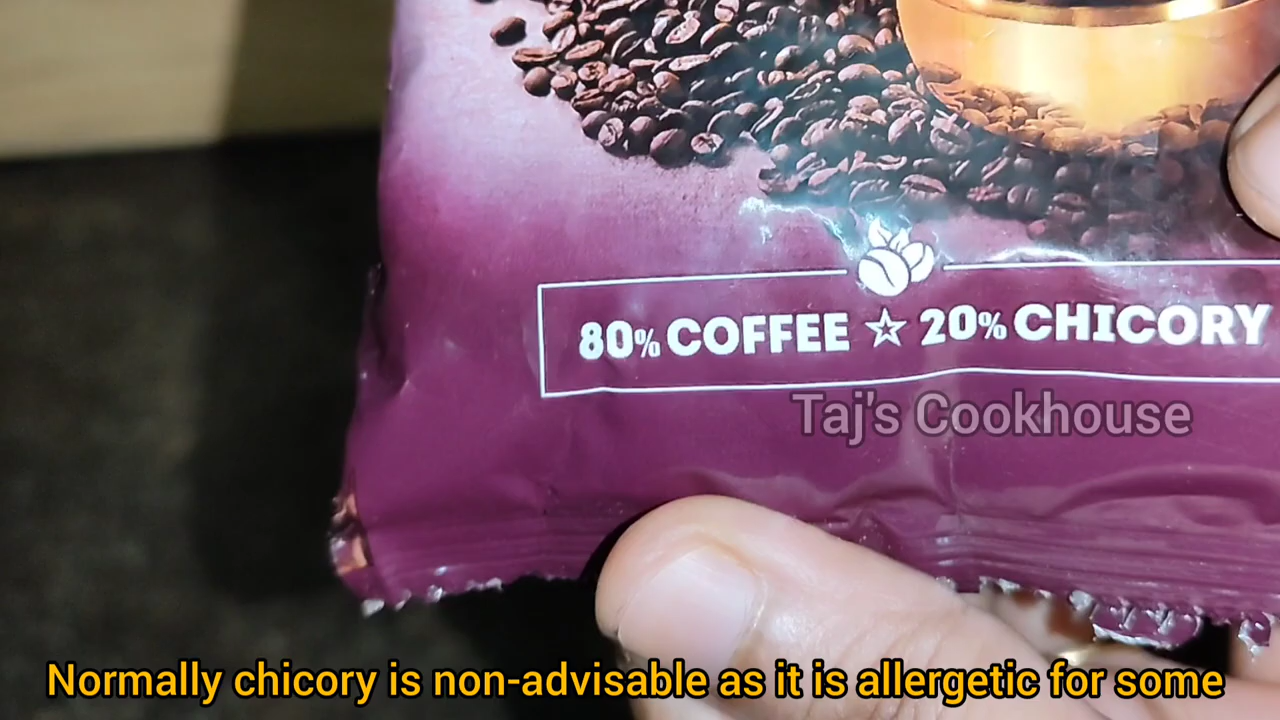 80% COFFEE ☆ 20% CHICORY
Taj's Cookhouse
Normally chicory is non-advisable as it is allergetic for some